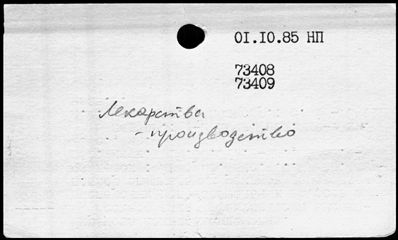 01.10.85 НП
73408
73409
Лекарства
- производство